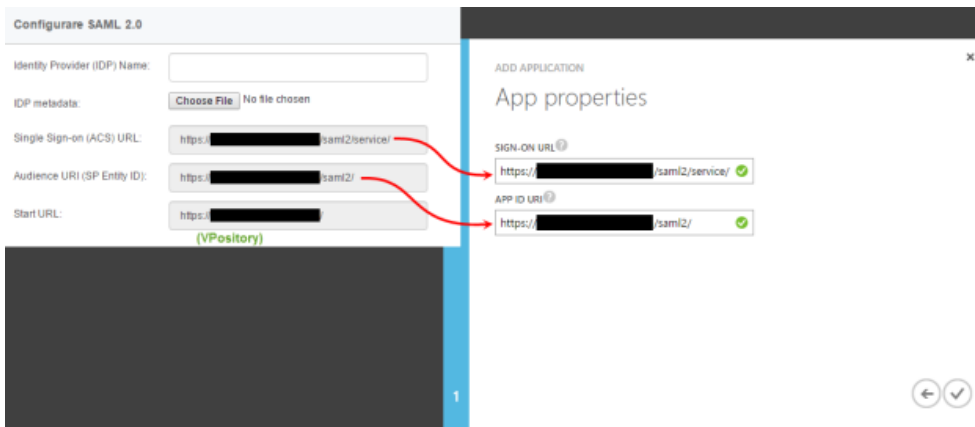 Configurare SAML 2.0
Identity Provider (IDP) Name:
IDP metadata:
Choose File No file chosen
Single Sign-on (ACS) URL:
https:/ /saml2/service/
Audience URI (SP Entity ID):
https:/ /saml2/
Start URL:
https:/ /
(VPository)
1
×
ADD APPLICATION
App properties
SIGN-ON URL ?
https:// /saml2/service/
APP ID URI ?
https:// /saml2/